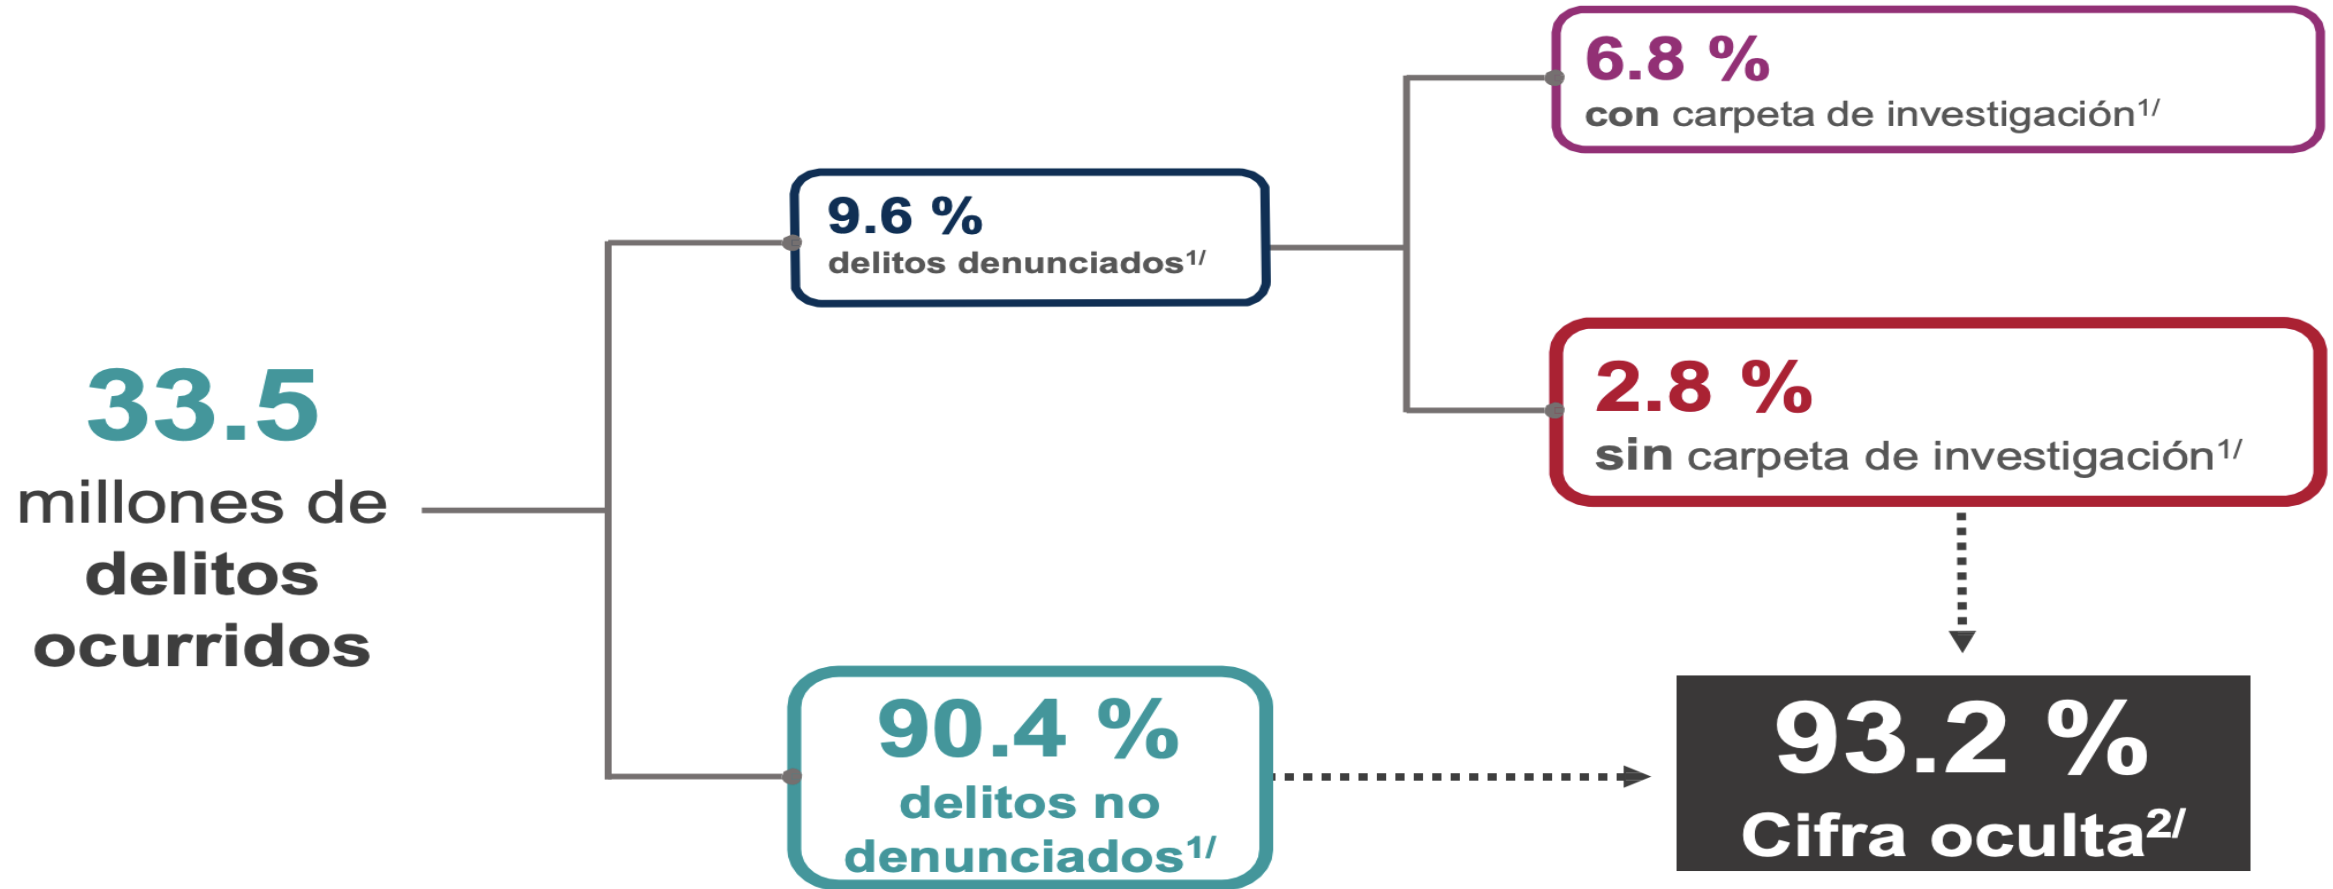 33.5
millones de
delitos
ocurridos
9.6 %
delitos denunciados1/
90.4 %
delitos no
denunciados1/
6.8 %
con carpeta de investigación1/
2.8 %
sin carpeta de investigación1/
93.2 %
Cifra oculta2/